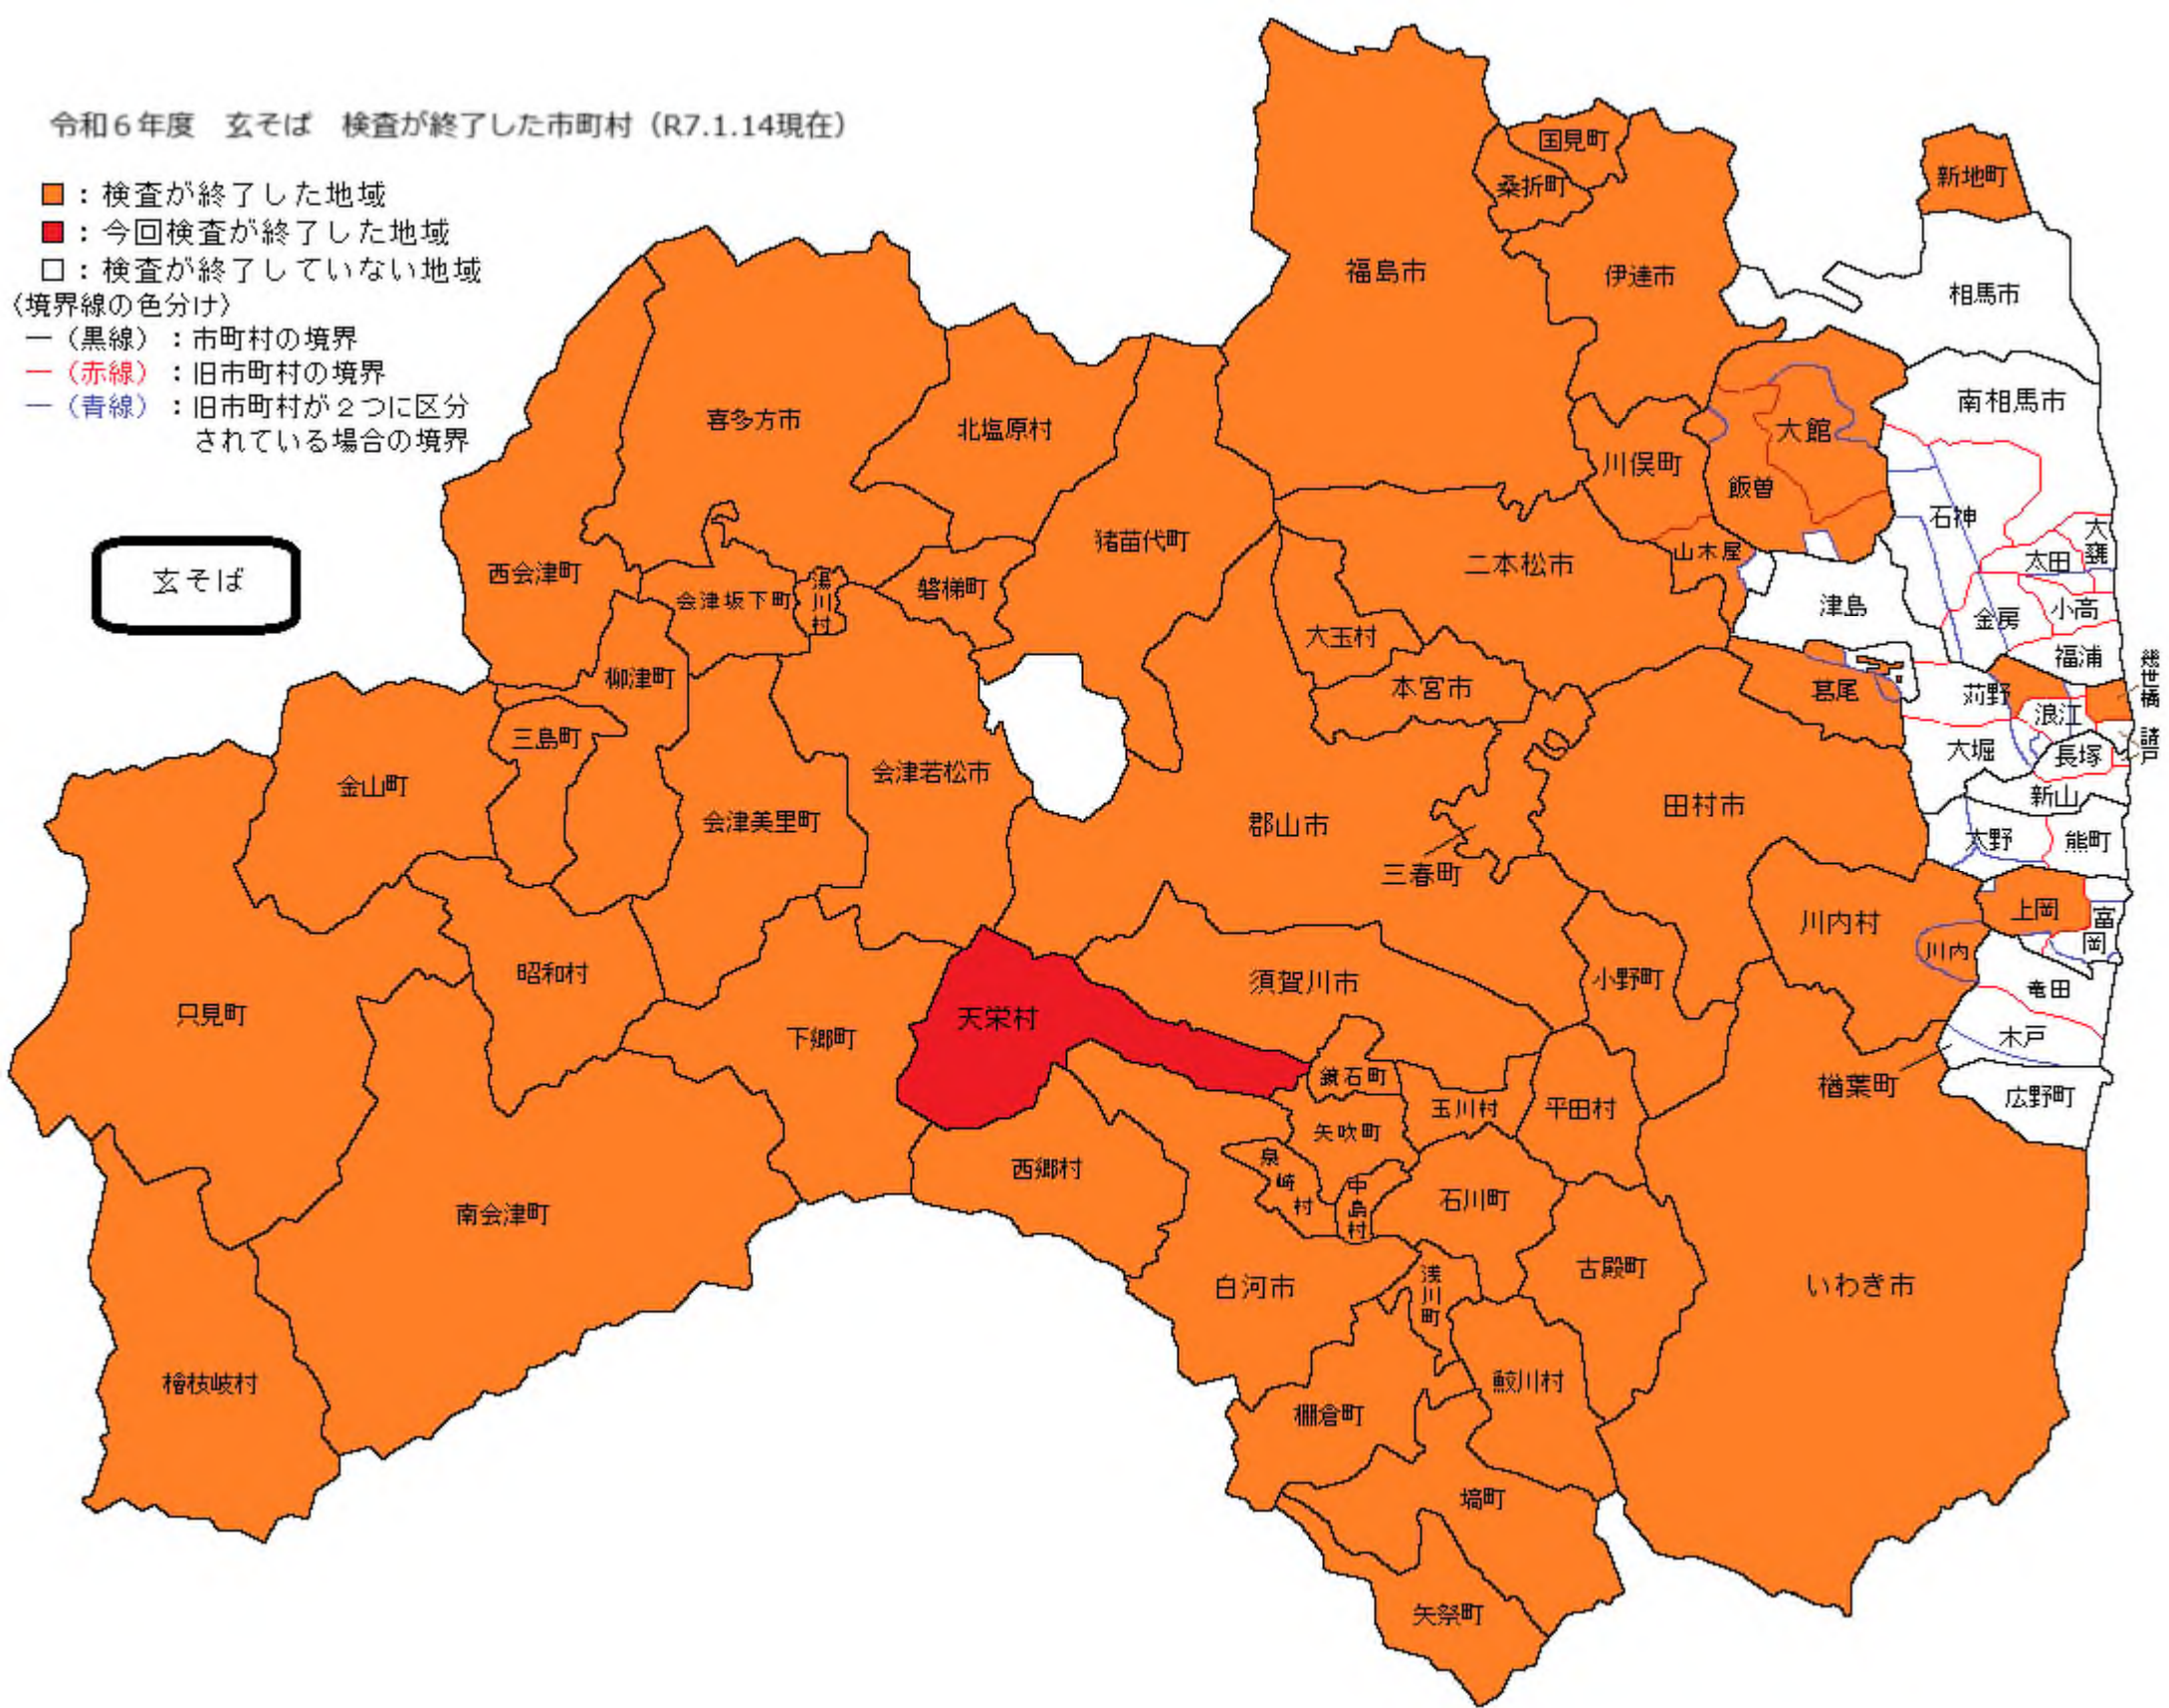 令和6年度　玄そば　検査が終了した市町村（R7.1.14現在）
■：検査が終了した地域
■：今回検査が終了した地域
□：検査が終了していない地域
〈境界線の色分け〉
―（黒線）：市町村の境界
―（赤線）：旧市町村の境界
―（青線）：旧市町村が２つに区分
されている場合の境界
玄そば
国見町
桑折町
新地町
福島市
伊達市
相馬市
南相馬市
喜多方市
北塩原村
大館
川俣町
飯曽
石神
大甕
太田
猪苗代町
二本松市
山木屋
西会津町
会津坂下町
湯川村
磐梯町
津島
金房
小高
大玉村
福浦
幾世橋
柳津町
本宮市
葛尾
苅野
浪江
請戸
三島町
大堀
長塚
金山町
会津若松市
新山
会津美里町
郡山市
田村市
大野
熊町
三春町
上岡
富岡
川内村
川内
昭和村
須賀川市
小野町
竜田
只見町
天栄村
下郷町
木戸
鏡石町
楢葉町
広野町
玉川村
平田村
矢吹町
西郷村
泉崎村
中島村
石川町
南会津町
古殿町
白河市
浅川町
いわき市
檜枝岐村
鮫川村
棚倉町
塙町
矢祭町